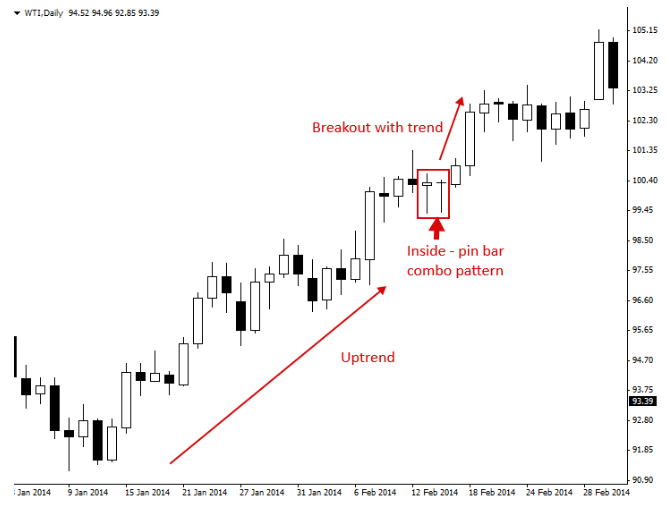 WTI,Daily 94.52 94.96 92.85 93.39
105.15
104.20
103.25
102.30
101.35
100.40
99.45
98.50
97.55
96.60
95.65
94.70
93.75
93.39
92.80
91.85
90.90
Breakout with trend
Inside - pin bar
combo pattern
Uptrend
Jan 2014 9 Jan 2014 15 Jan 2014 21 Jan 2014 27 Jan 2014 31 Jan 2014 6 Feb 2014 12 Feb 2014 18 Feb 2014 24 Feb 2014 28 Feb 2014